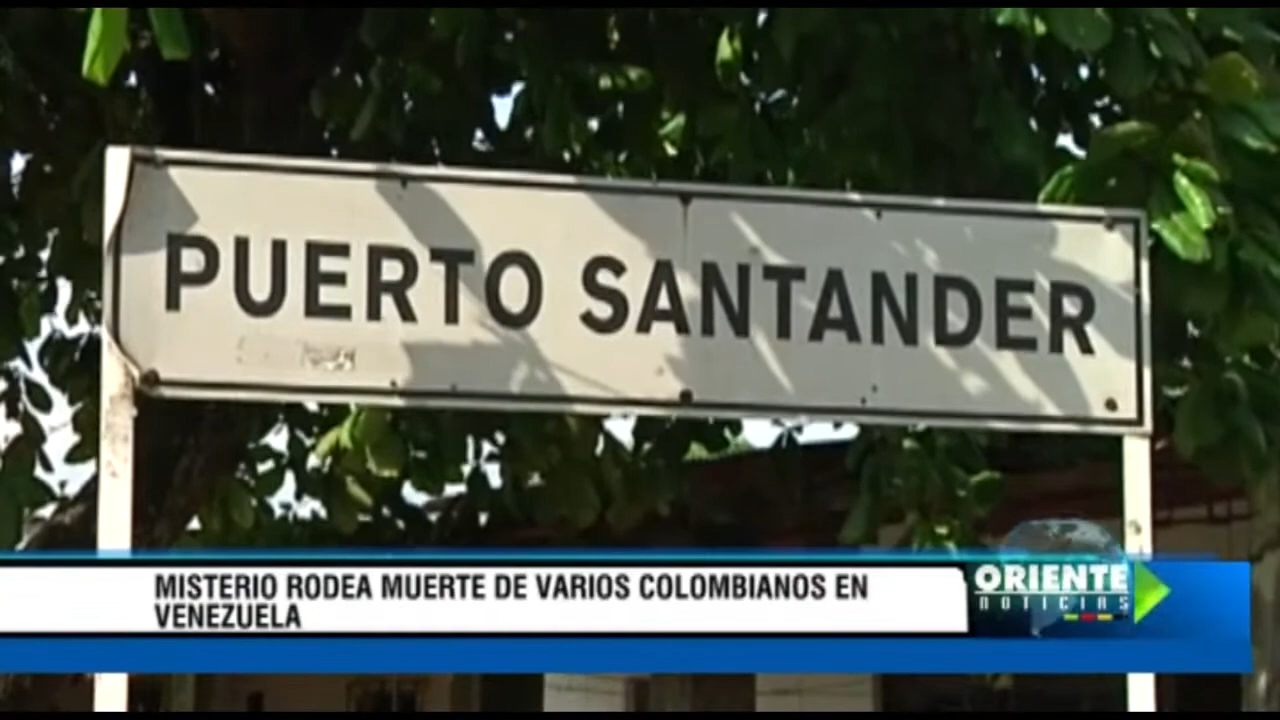 PUERTO SANTANDER
MISTERIO RODEA MUERTE DE VARIOS COLOMBIANOS EN
VENEZUELA
ORIENTE
NOTICIAS